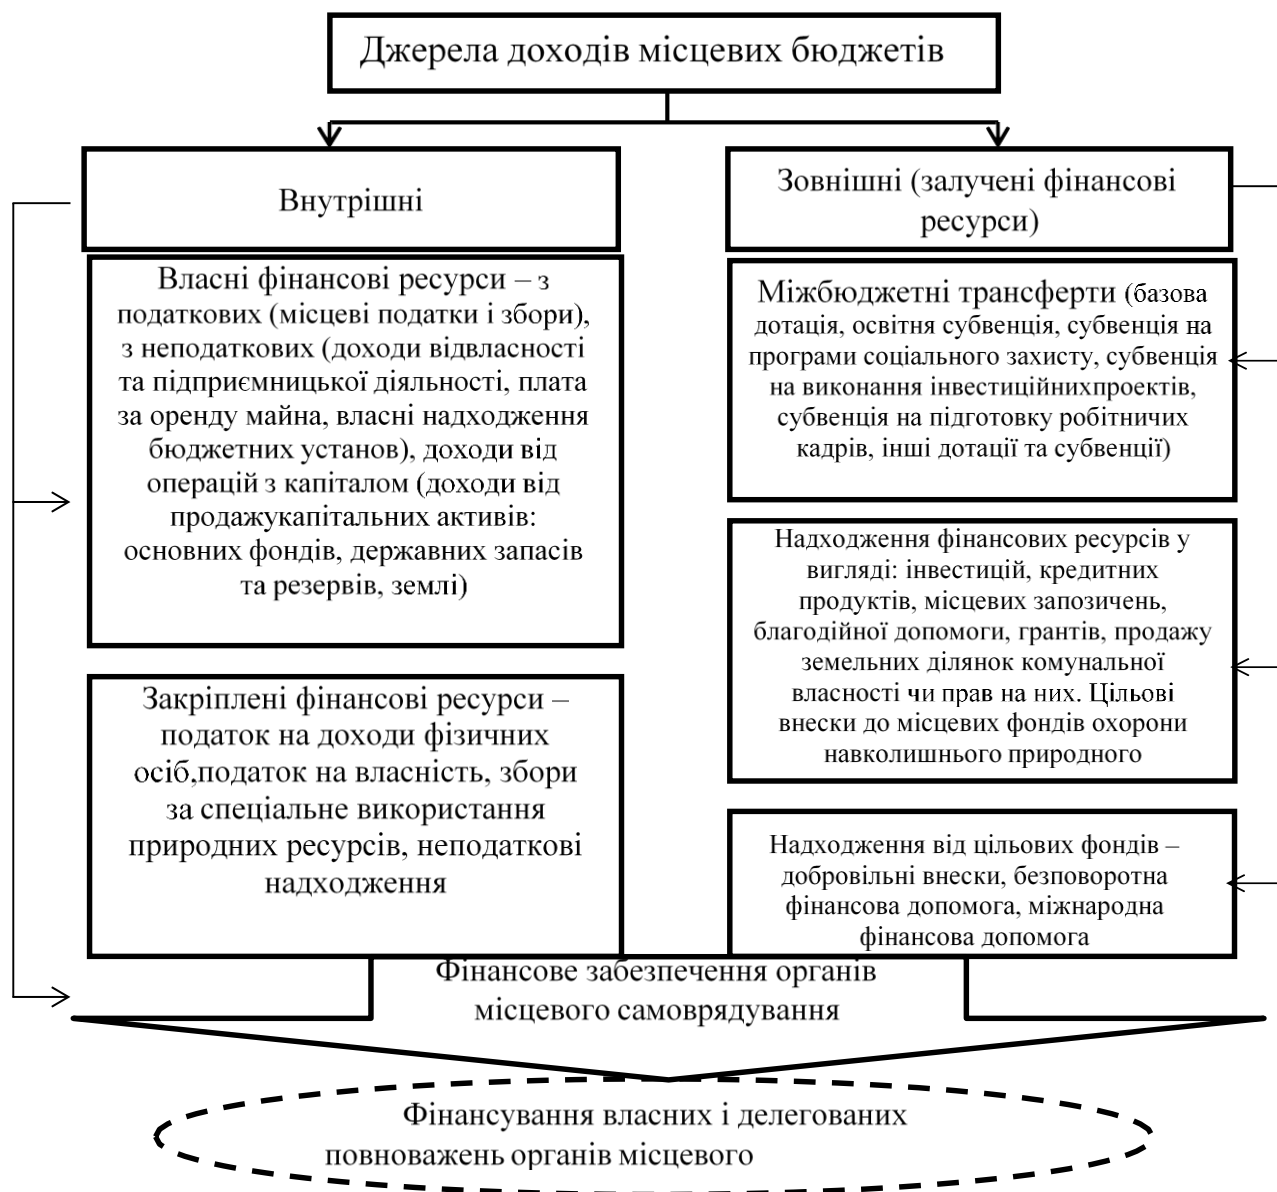 Джерела доходів місцевих бюджетів
Внутрішні
Зовнішні (залучені фінансові
ресурси)
Власні фінансові ресурси – з
податкових (місцеві податки і збори),
з неподаткових (доходи відвласності
та підприємницької діяльності, плата
за оренду майна, власні надходження
бюджетних установ), доходи від
операцій з капіталом (доходи від
продажукапітальних активів:
основних фондів, державних запасів
та резервів, землі)
Міжбюджетні трансферти (базова
дотація, освітня субвенція, субвенція на
програми соціального захисту, субвенція
на виконання інвестиційнихпроектів,
субвенція на підготовку робітничих
кадрів, інші дотації та субвенції)
Надходження фінансових ресурсів у
вигляді: інвестицій, кредитних
продуктів, місцевих запозичень,
благодійної допомоги, грантів, продажу
земельних ділянок комунальної
власності чи прав на них. Цільові
внески до місцевих фондів охорони
навколишнього природного
Закріплені фінансові ресурси –
податок на доходи фізичних
осіб,податок на власність, збори
за спеціальне використання
природних ресурсів, неподаткові
надходження
Надходження від цільових фондів –
добровільні внески, безповоротна
фінансова допомога, міжнародна
фінансова допомога
Фінансове забезпечення органів
місцевого самоврядування
Фінансування власних і делегованих
повноважень органів місцевого